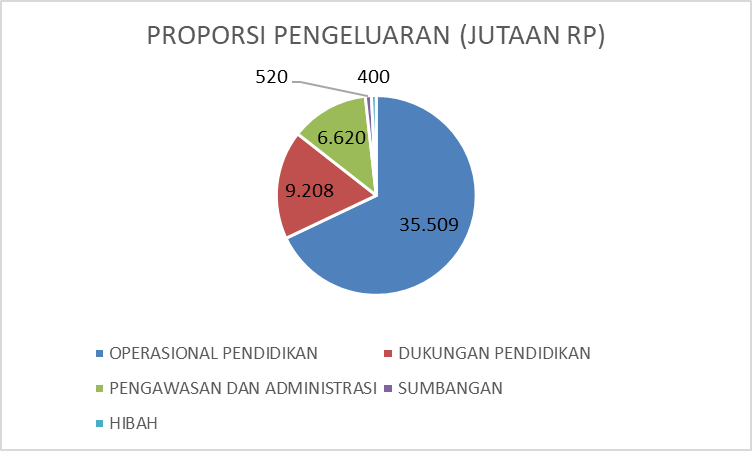 PROPORSI PENGELUARAN (JUTAAN RP)
520
400
6.620
9.208
35.509
OPERASIONAL PENDIDIKAN
DUKUNGAN PENDIDIKAN
PENGAWASAN DAN ADMINISTRASI
SUMBANGAN
HIBAH